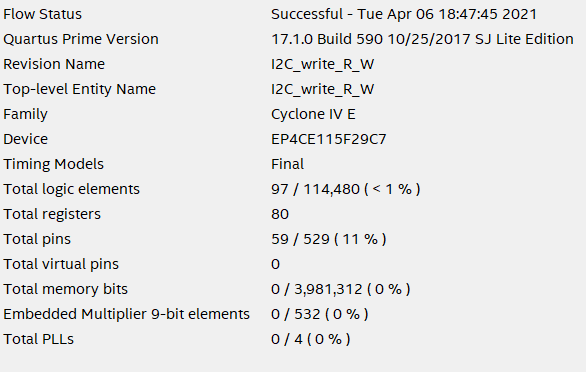 Flow Status Successful - Tue Apr 06 18:47:45 2021
Quartus Prime Version 17.1.0 Build 590 10/25/2017 SJ Lite Edition
Revision Name I2C_write_R_W
Top-level Entity Name I2C_write_R_W
Family Cyclone IV E
Device EP4CE115F29C7
Timing Models Final
Total logic elements 97 / 114,480 ( < 1 % )
Total registers 80
Total pins 59 / 529 ( 11 % )
Total virtual pins 0
Total memory bits 0 / 3,981,312 ( 0 % )
Embedded Multiplier 9-bit elements 0 / 532 ( 0 % )
Total PLLs 0 / 4 ( 0 % )